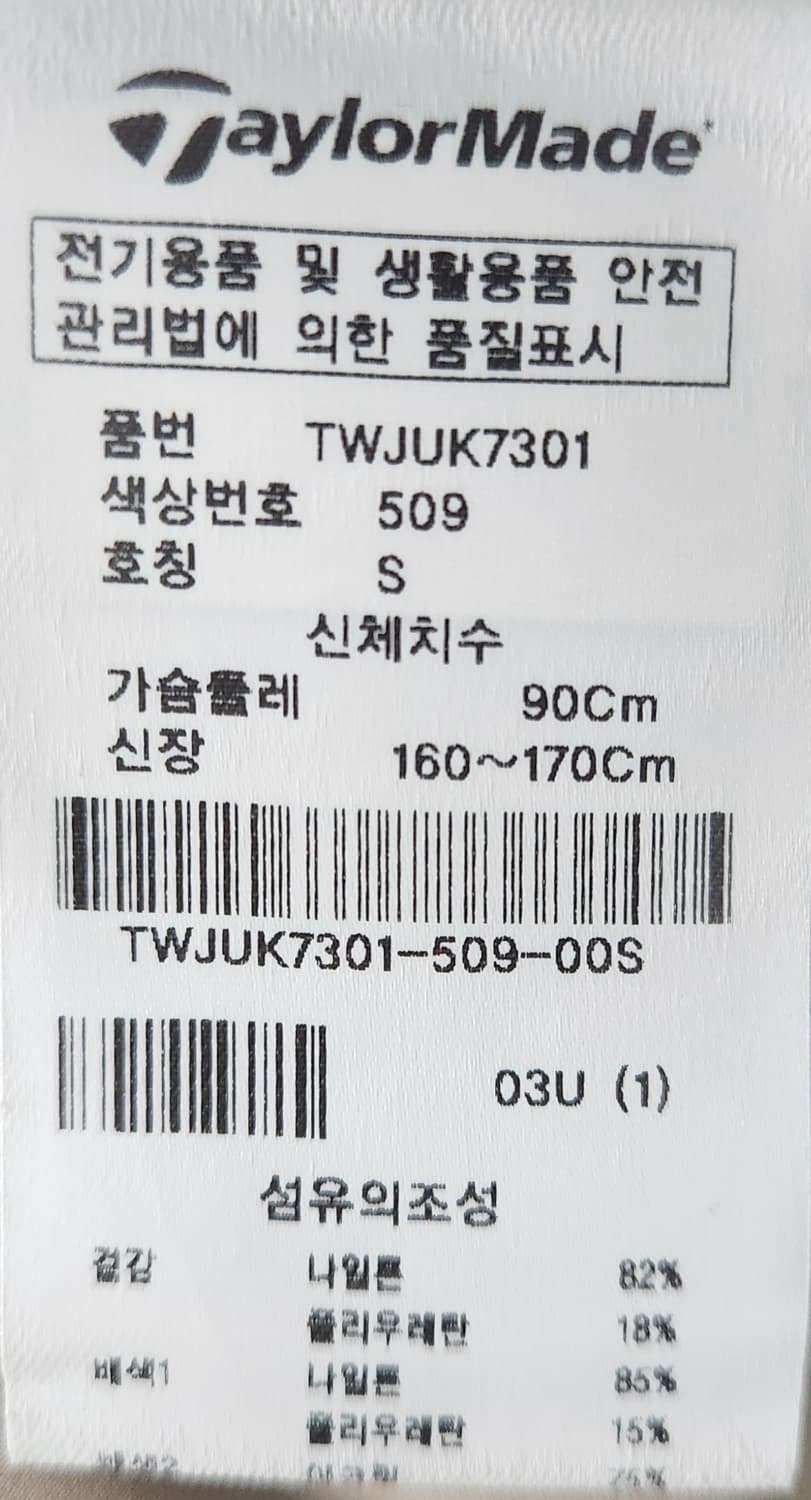 TaylorMade
전기용품 및 생활용품 안전
관리법에 의한 품질표시
품번 TWJUK7301
색상번호 509
호칭 S
신체치수
가슴둘레 90Cm
신장 160~170Cm
TWJUK7301-509-00S
03U (1)
섬유의조성
겉감 나일론 82%
폴리우레탄 18%
배색1 나일론 85%
폴리우레탄 15%
배색2